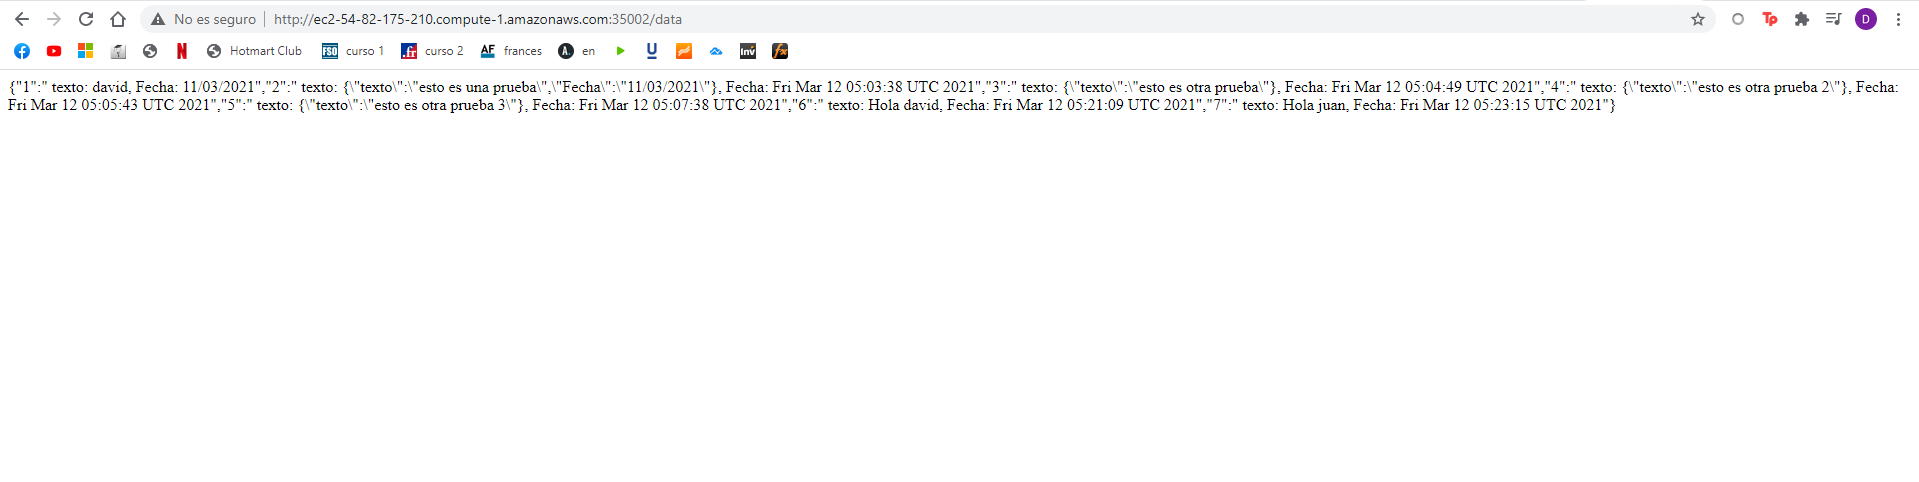 No es seguro | http://ec2-54-82-175-210.compute-1.amazonaws.com:35002/data
Tp
D
Hotmart Club
FSO curso 1
.fr curso 2
AF frances
A. en
U
Inv
fx
{"1":" texto: david, Fecha: 11/03/2021","2":" texto: {\"texto\":\"esto es una prueba\",\"Fecha\":\"11/03/2021\"}, Fecha: Fri Mar 12 05:03:38 UTC 2021","3":" texto: {\"texto\":\"esto es otra prueba\"}, Fecha: Fri Mar 12 05:04:49 UTC 2021","4":" texto: {\"texto\":\"esto es otra prueba 2\"}, Fecha:
Fri Mar 12 05:05:43 UTC 2021","5":" texto: {\"texto\":\"esto es otra prueba 3\"}, Fecha: Fri Mar 12 05:07:38 UTC 2021","6":" texto: Hola david, Fecha: Fri Mar 12 05:21:09 UTC 2021","7":" texto: Hola juan, Fecha: Fri Mar 12 05:23:15 UTC 2021"}